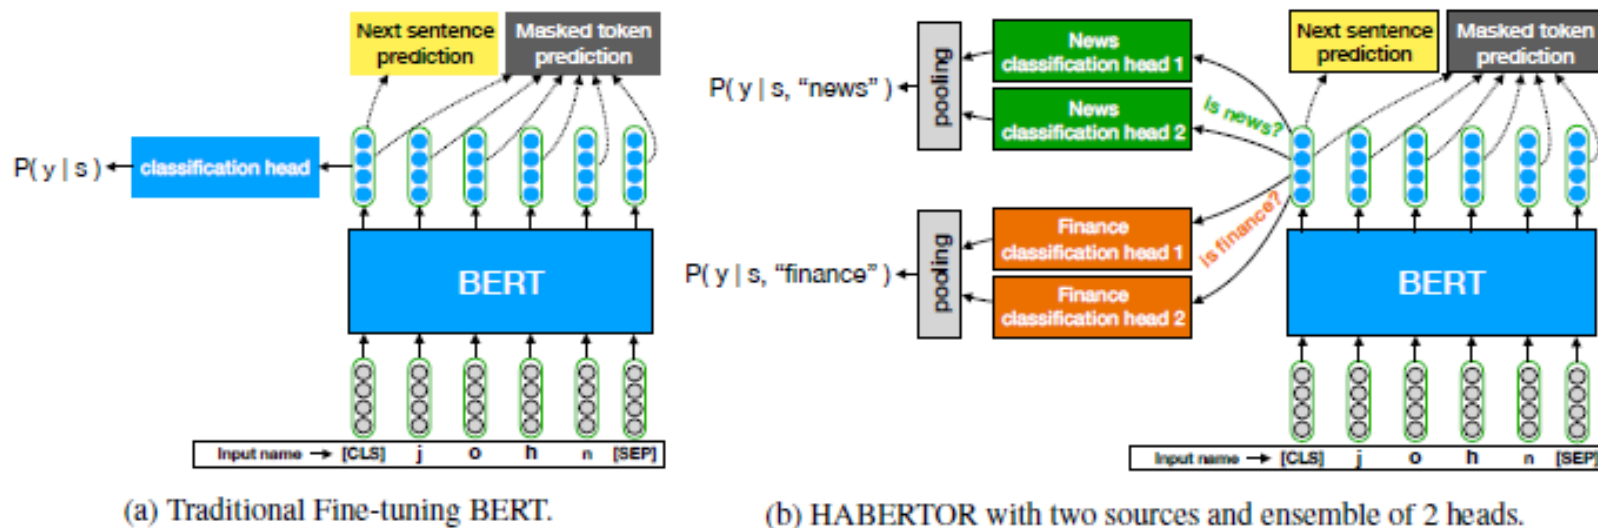 Next sentence
prediction
Masked token
prediction
P( y | s )
classification head
BERT
Input name → [CLS] j o h n [SEP]
(a) Traditional Fine-tuning BERT.
News
classification head 1
News
classification head 2
pooling
P( y | s, “news” )
is news?
Finance
classification head 1
Finance
classification head 2
pooling
P( y | s, “finance” )
is finance?
Next sentence
prediction
Masked token
prediction
BERT
Input name → [CLS] j o h n [SEP]
(b) HABERTOR with two sources and ensemble of 2 heads.